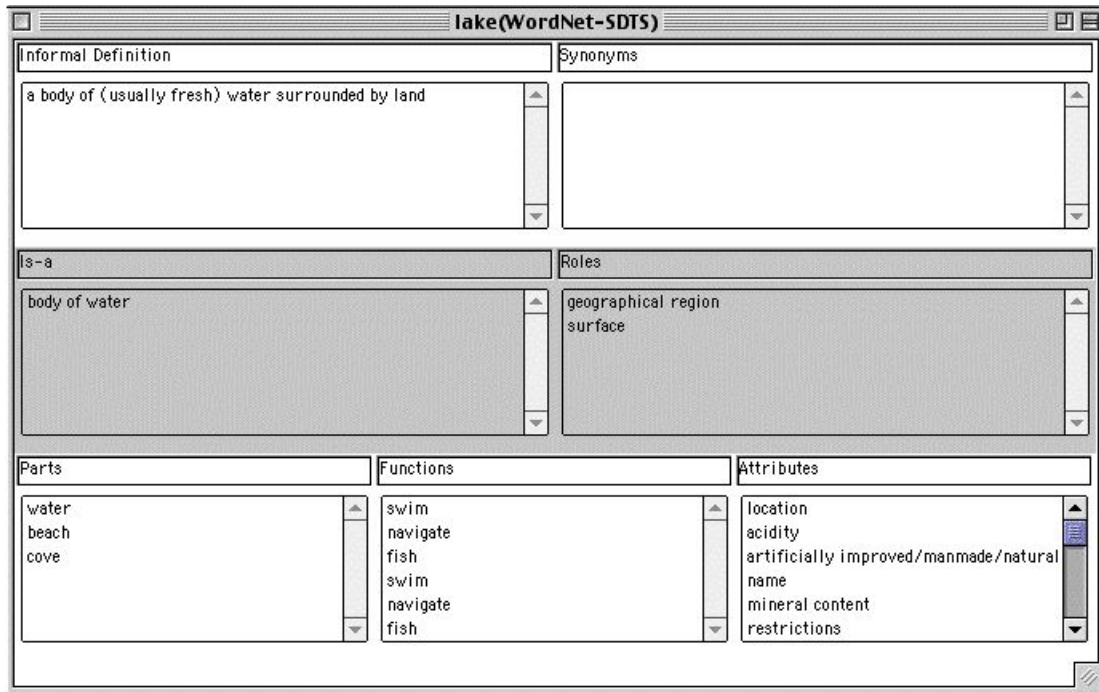 lake(WordNet-SDTS)
Informal Definition
Synonyms
a body of (usually fresh) water surrounded by land
Is-a
Roles
body of water
geographical region
surface
Parts
Functions
Attributes
water
beach
cove
swim
navigate
fish
swim
navigate
fish
location
acidity
artificially improved/manmade/natural
name
mineral content
restrictions